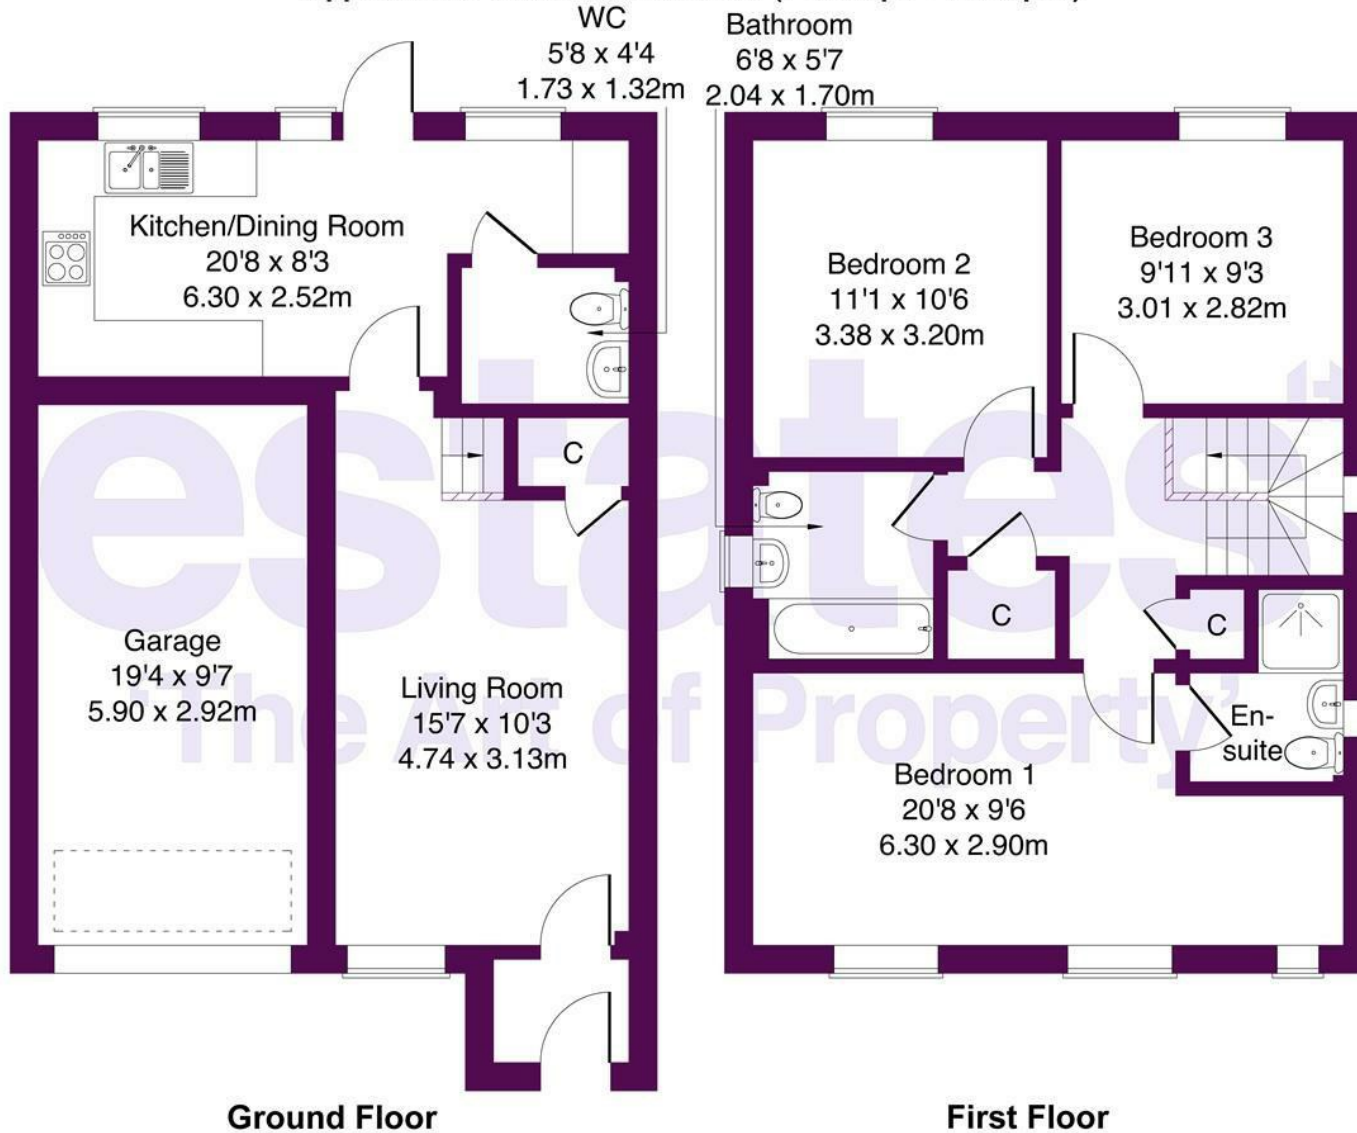 WC
5'8 x 4'4
1.73 x 1.32m
Bathroom
6'8 x 5'7
2.04 x 1.70m
Kitchen/Dining Room
20'8 x 8'3
6.30 x 2.52m
Bedroom 2
11'1 x 10'6
3.38 x 3.20m
Bedroom 3
9'11 x 9'3
3.01 x 2.82m
C
estates
C
C
Garage
19'4 x 9'7
5.90 x 2.92m
Living Room
15'7 x 10'3
4.74 x 3.13m
'The Art of Property'
En-
suite
Bedroom 1
20'8 x 9'6
6.30 x 2.90m
Ground Floor
First Floor